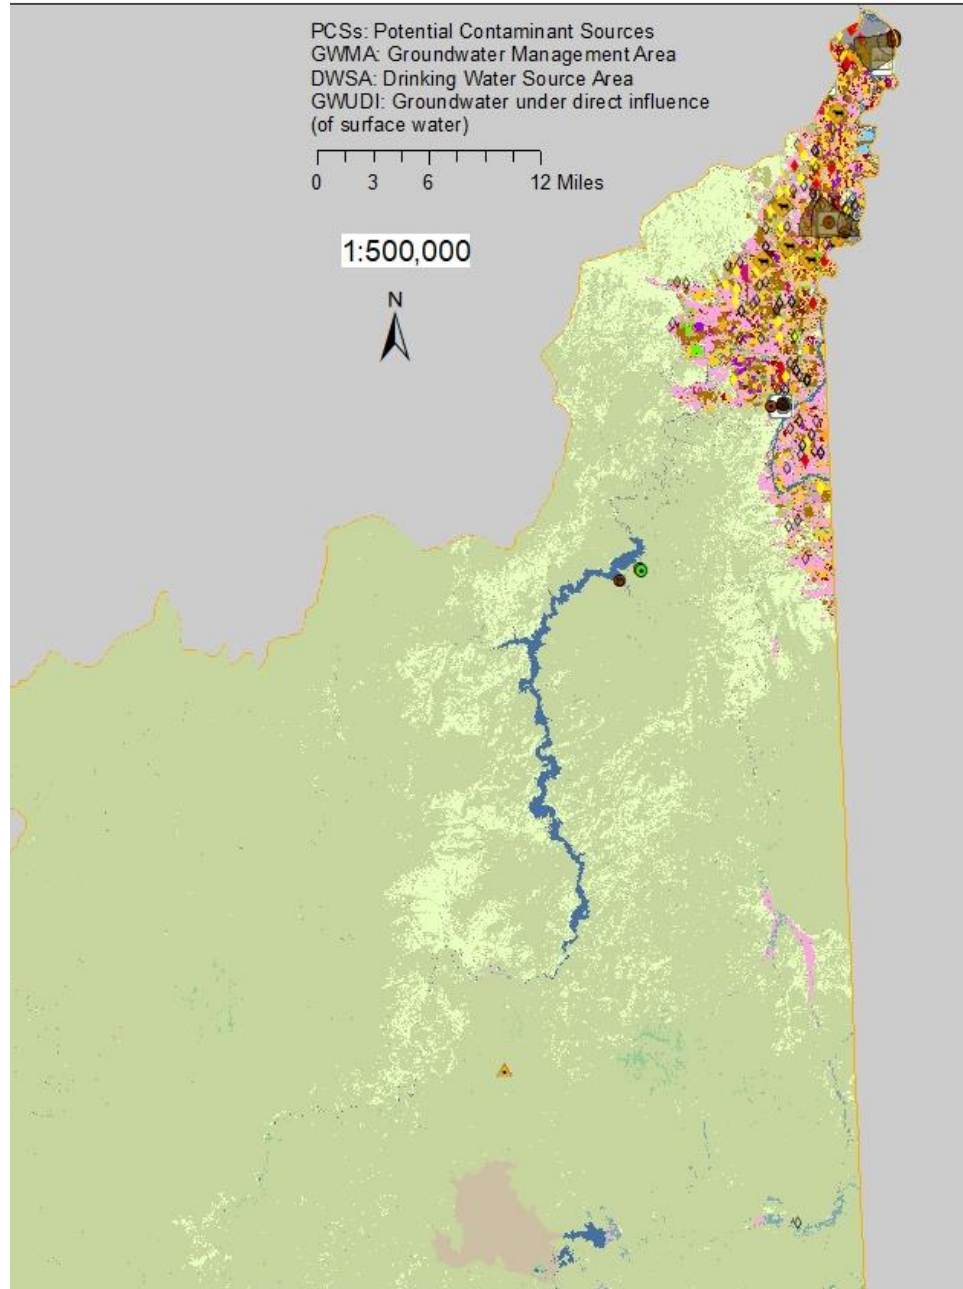 PCSs: Potential Contaminant Sources
GWMA: Groundwater Management Area
DWSA: Drinking Water Source Area
GWUDI: Groundwater under direct influence
(of surface water)
0 3 6 12 Miles
1:500,000
N